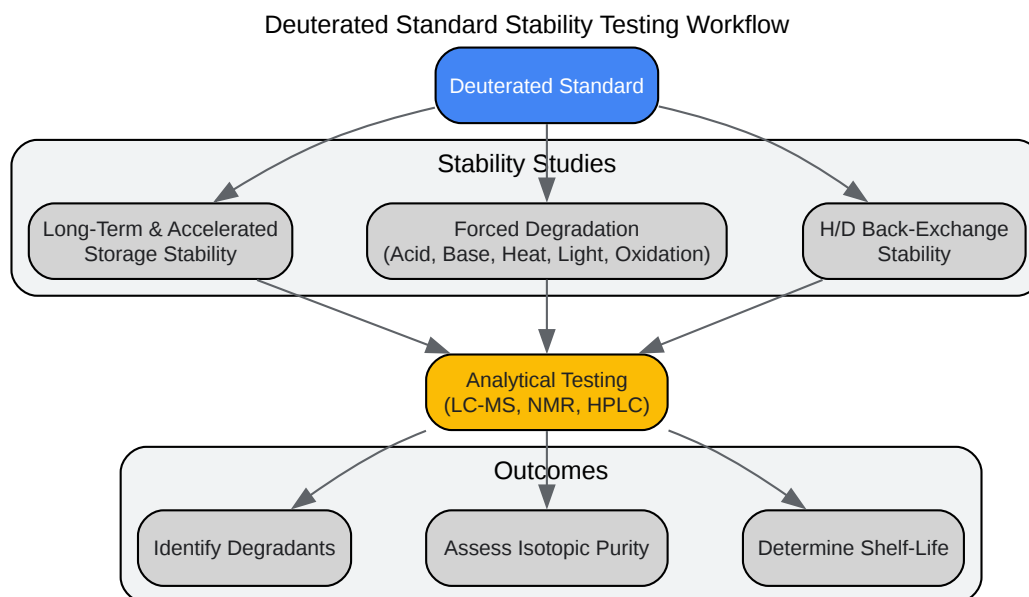 Deuterated Standard Stability Testing Workflow
Deuterated Standard
Stability Studies
Long-Term & Accelerated
Storage Stability
Forced Degradation
(Acid, Base, Heat, Light, Oxidation)
H/D Back-Exchange
Stability
Analytical Testing
(LC-MS, NMR, HPLC)
Outcomes
Identify Degradants
Assess Isotopic Purity
Determine Shelf-Life